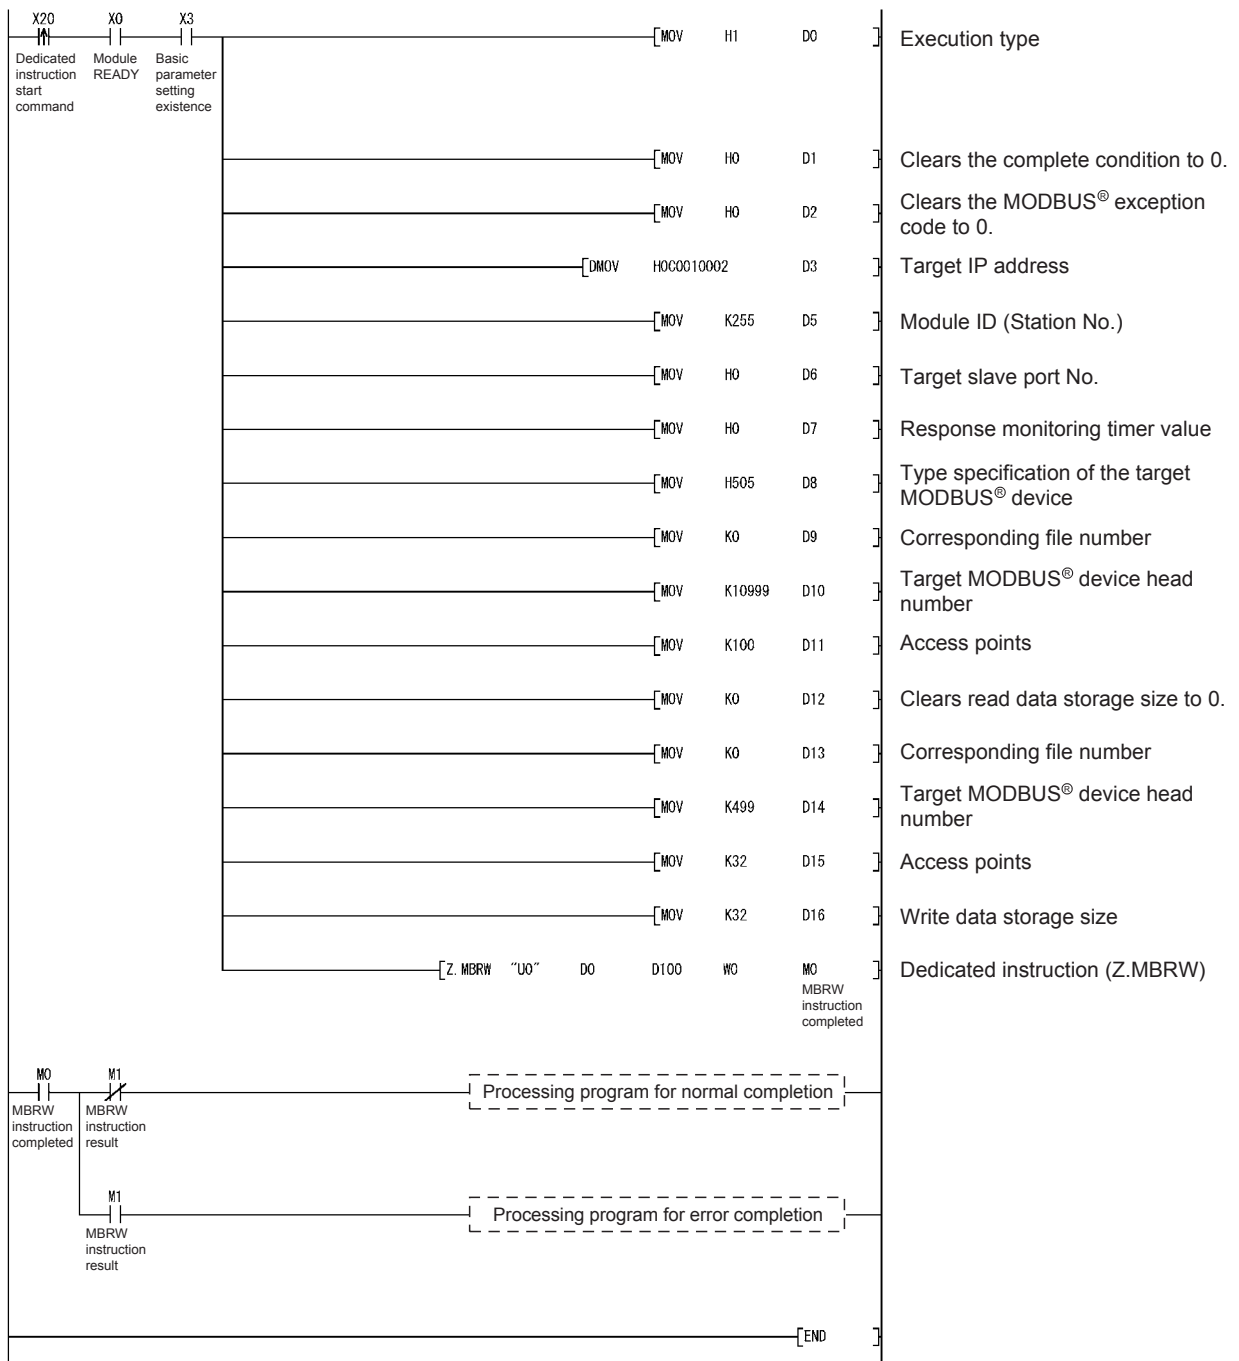 X20 X0 X3
[MOV H1 D0 ] Execution type
Dedicated instruction start command
Module READY
Basic parameter setting existence
[MOV H0 D1 ] Clears the complete condition to 0.
[MOV H0 D2 ] Clears the MODBUS® exception code to 0.
[DMOV H0C0010002 D3 ] Target IP address
[MOV K255 D5 ] Module ID (Station No.)
[MOV H0 D6 ] Target slave port No.
[MOV H0 D7 ] Response monitoring timer value
[MOV H505 D8 ] Type specification of the target MODBUS® device
[MOV K0 D9 ] Corresponding file number
[MOV K10999 D10 ] Target MODBUS® device head number
[MOV K100 D11 ] Access points
[MOV K0 D12 ] Clears read data storage size to 0.
[MOV K0 D13 ] Corresponding file number
[MOV K499 D14 ] Target MODBUS® device head number
[MOV K32 D15 ] Access points
[MOV K32 D16 ] Write data storage size
[Z.MBRW "U0" D0 D100 W0 M0 ] Dedicated instruction (Z.MBRW)
MBRW instruction completed
M0 M1
Processing program for normal completion
MBRW instruction completed
MBRW instruction result
M1
Processing program for error completion
MBRW instruction result
[END ]